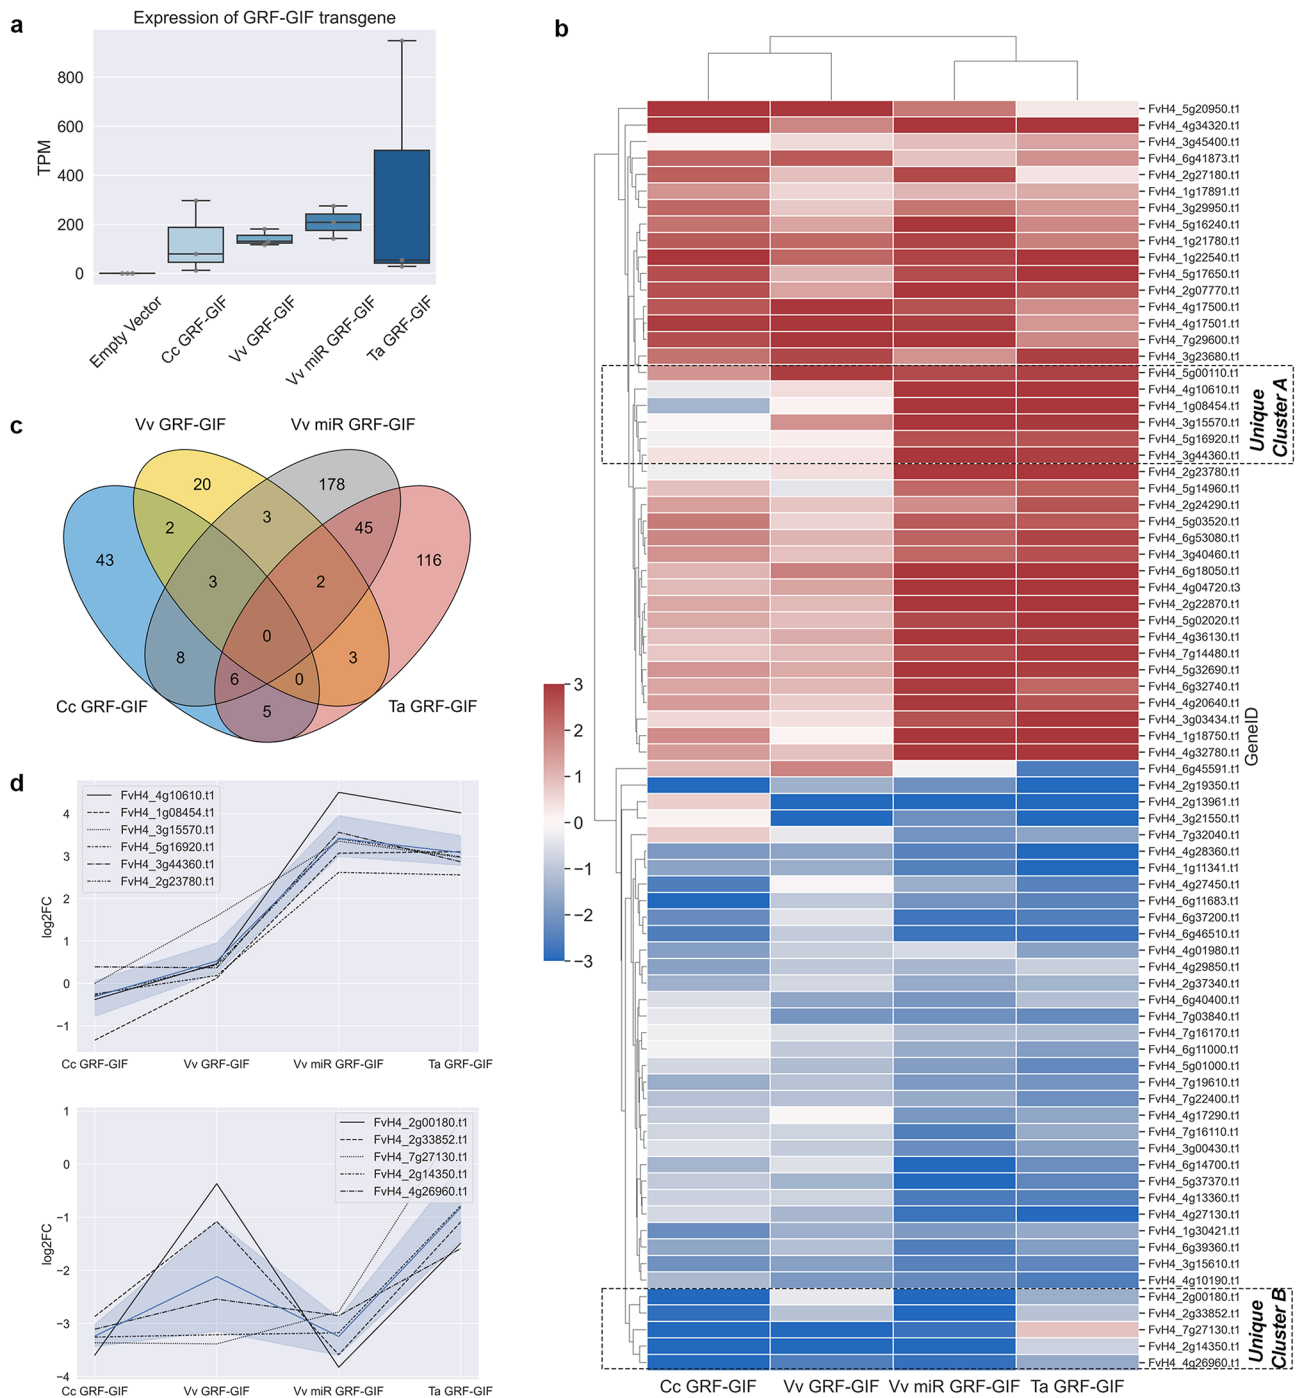 a
Expression of GRF-GIF transgene
TPM
800
600
400
200
0
Empty Vector
Cc GRF-GIF
Vv GRF-GIF
Vv miR GRF-GIF
Ta GRF-GIF
b
FvH4_5g20950.t1
FvH4_4g34320.t1
FvH4_3g45400.t1
FvH4_6g41873.t1
FvH4_2g27180.t1
FvH4_1g17891.t1
FvH4_3g29950.t1
FvH4_5g16240.t1
FvH4_1g21780.t1
FvH4_1g22540.t1
FvH4_5g17650.t1
FvH4_2g07770.t1
FvH4_4g17500.t1
FvH4_4g17501.t1
FvH4_7g29600.t1
FvH4_3g23680.t1
FvH4_5g00110.t1
FvH4_4g10610.t1
FvH4_1g08454.t1
FvH4_3g15570.t1
FvH4_5g16920.t1
FvH4_3g44360.t1
FvH4_2g23780.t1
FvH4_5g14960.t1
FvH4_2g24290.t1
FvH4_5g03520.t1
FvH4_6g53080.t1
FvH4_3g40460.t1
FvH4_6g18050.t1
FvH4_4g04720.t3
FvH4_2g22870.t1
FvH4_5g02020.t1
FvH4_4g36130.t1
FvH4_7g14480.t1
FvH4_5g32690.t1
FvH4_6g32740.t1
FvH4_4g20640.t1
FvH4_3g03434.t1
FvH4_1g18750.t1
FvH4_4g32780.t1
FvH4_6g45591.t1
FvH4_2g19350.t1
FvH4_2g13961.t1
FvH4_3g21550.t1
FvH4_7g32040.t1
FvH4_4g28360.t1
FvH4_1g11341.t1
FvH4_4g27450.t1
FvH4_6g11683.t1
FvH4_6g37200.t1
FvH4_6g46510.t1
FvH4_4g01980.t1
FvH4_4g29850.t1
FvH4_2g37340.t1
FvH4_6g40400.t1
FvH4_7g03840.t1
FvH4_7g16170.t1
FvH4_6g11000.t1
FvH4_5g01000.t1
FvH4_7g19610.t1
FvH4_7g22400.t1
FvH4_4g17290.t1
FvH4_7g16110.t1
FvH4_3g00430.t1
FvH4_6g14700.t1
FvH4_5g37370.t1
FvH4_4g13360.t1
FvH4_4g27130.t1
FvH4_1g30421.t1
FvH4_6g39360.t1
FvH4_3g15610.t1
FvH4_4g10190.t1
FvH4_2g00180.t1
FvH4_2g33852.t1
FvH4_7g27130.t1
FvH4_2g14350.t1
FvH4_4g26960.t1
Unique
Cluster A
GeneID
Unique
Cluster B
3
2
1
0
−1
−2
−3
Cc GRF-GIF
Vv GRF-GIF
Vv miR GRF-GIF
Ta GRF-GIF
c
Vv GRF-GIF
Vv miR GRF-GIF
20
178
2
3
45
43
116
3
2
0
8
3
6
0
5
Cc GRF-GIF
Ta GRF-GIF
d
FvH4_4g10610.t1
FvH4_1g08454.t1
FvH4_3g15570.t1
FvH4_5g16920.t1
FvH4_3g44360.t1
FvH4_2g23780.t1
log2FC
4
3
2
1
0
−1
Cc GRF-GIF
Vv GRF-GIF
Vv miR GRF-GIF
Ta GRF-GIF
FvH4_2g00180.t1
FvH4_2g33852.t1
FvH4_7g27130.t1
FvH4_2g14350.t1
FvH4_4g26960.t1
log2FC
1
0
−1
−2
−3
−4
Cc GRF-GIF
Vv GRF-GIF
Vv miR GRF-GIF
Ta GRF-GIF